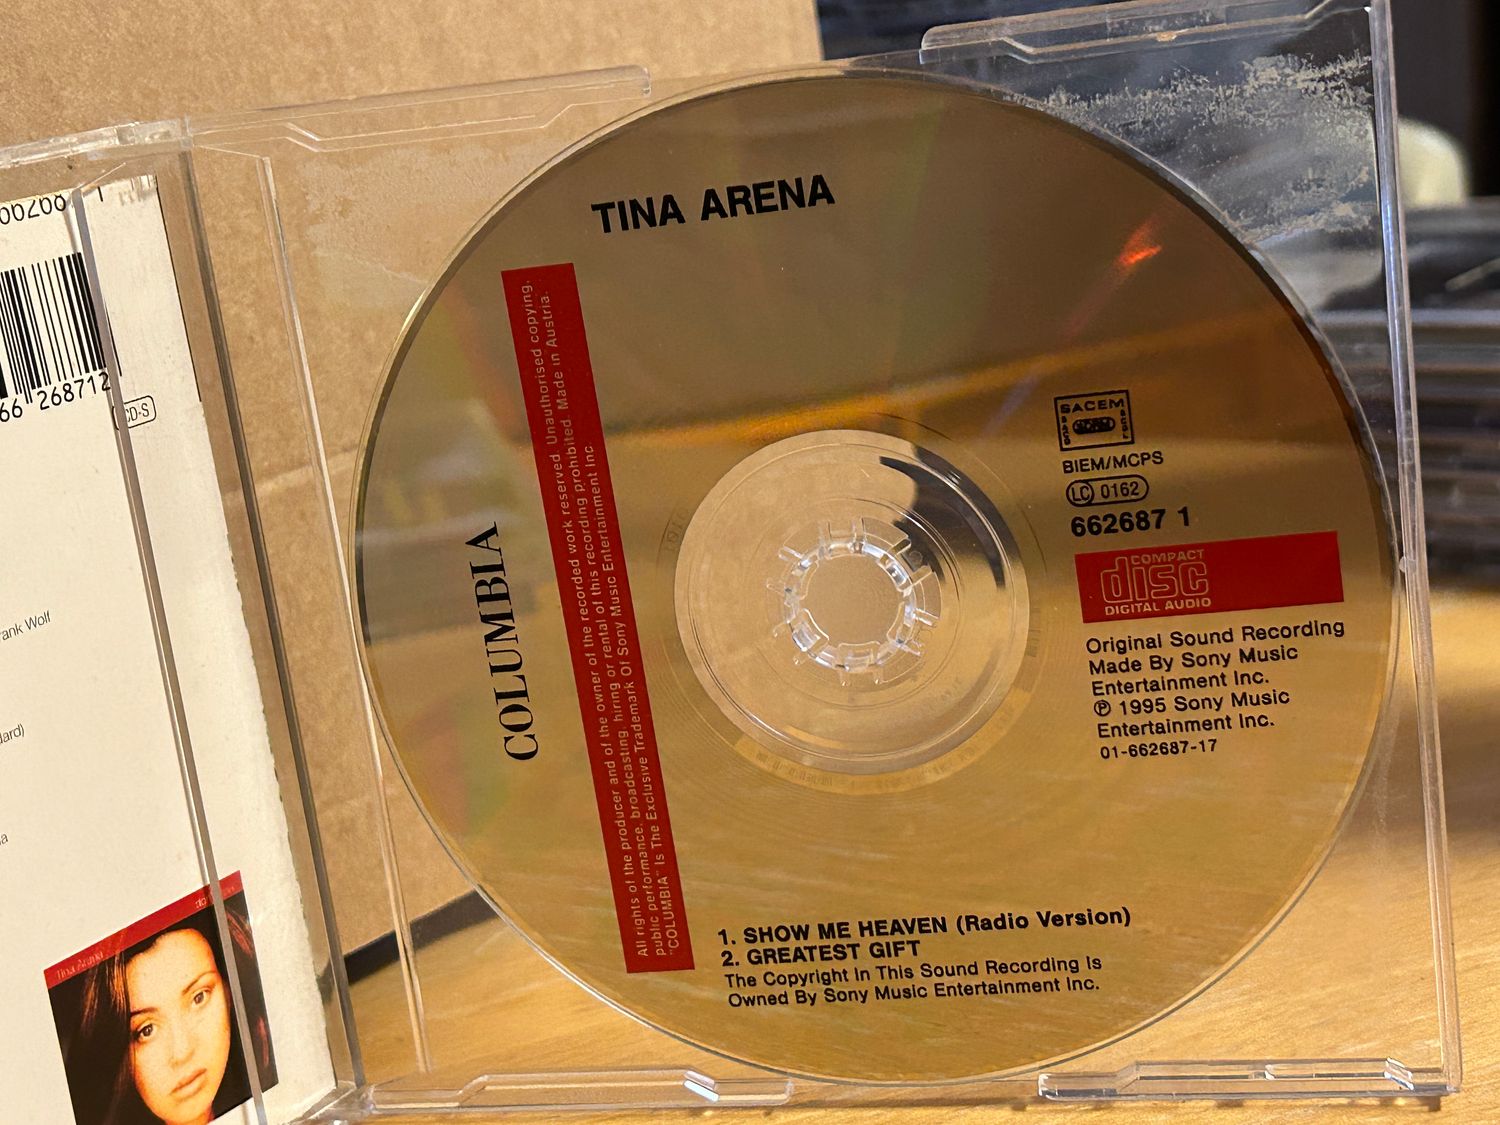 TINA ARENA
COLUMBIA
All rights of the producer and of the owner of the recorded work reserved. Unauthorised copying,
public performance, broadcasting, hiring or rental of this recording prohibited. Made in Austria.
"COLUMBIA" Is The Exclusive Trademark Of Sony Music Entertainment Inc
SACEM
BIEM/MCPS
LC 0162
662687 1
COMPACT
disc
DIGITAL AUDIO
Original Sound Recording
Made By Sony Music
Entertainment Inc.
℗ 1995 Sony Music
Entertainment Inc.
01-662687-17
1. SHOW ME HEAVEN (Radio Version)
2. GREATEST GIFT
The Copyright In This Sound Recording Is
Owned By Sony Music Entertainment Inc.
66 268712
CD-S
Wolf
Tina Arena